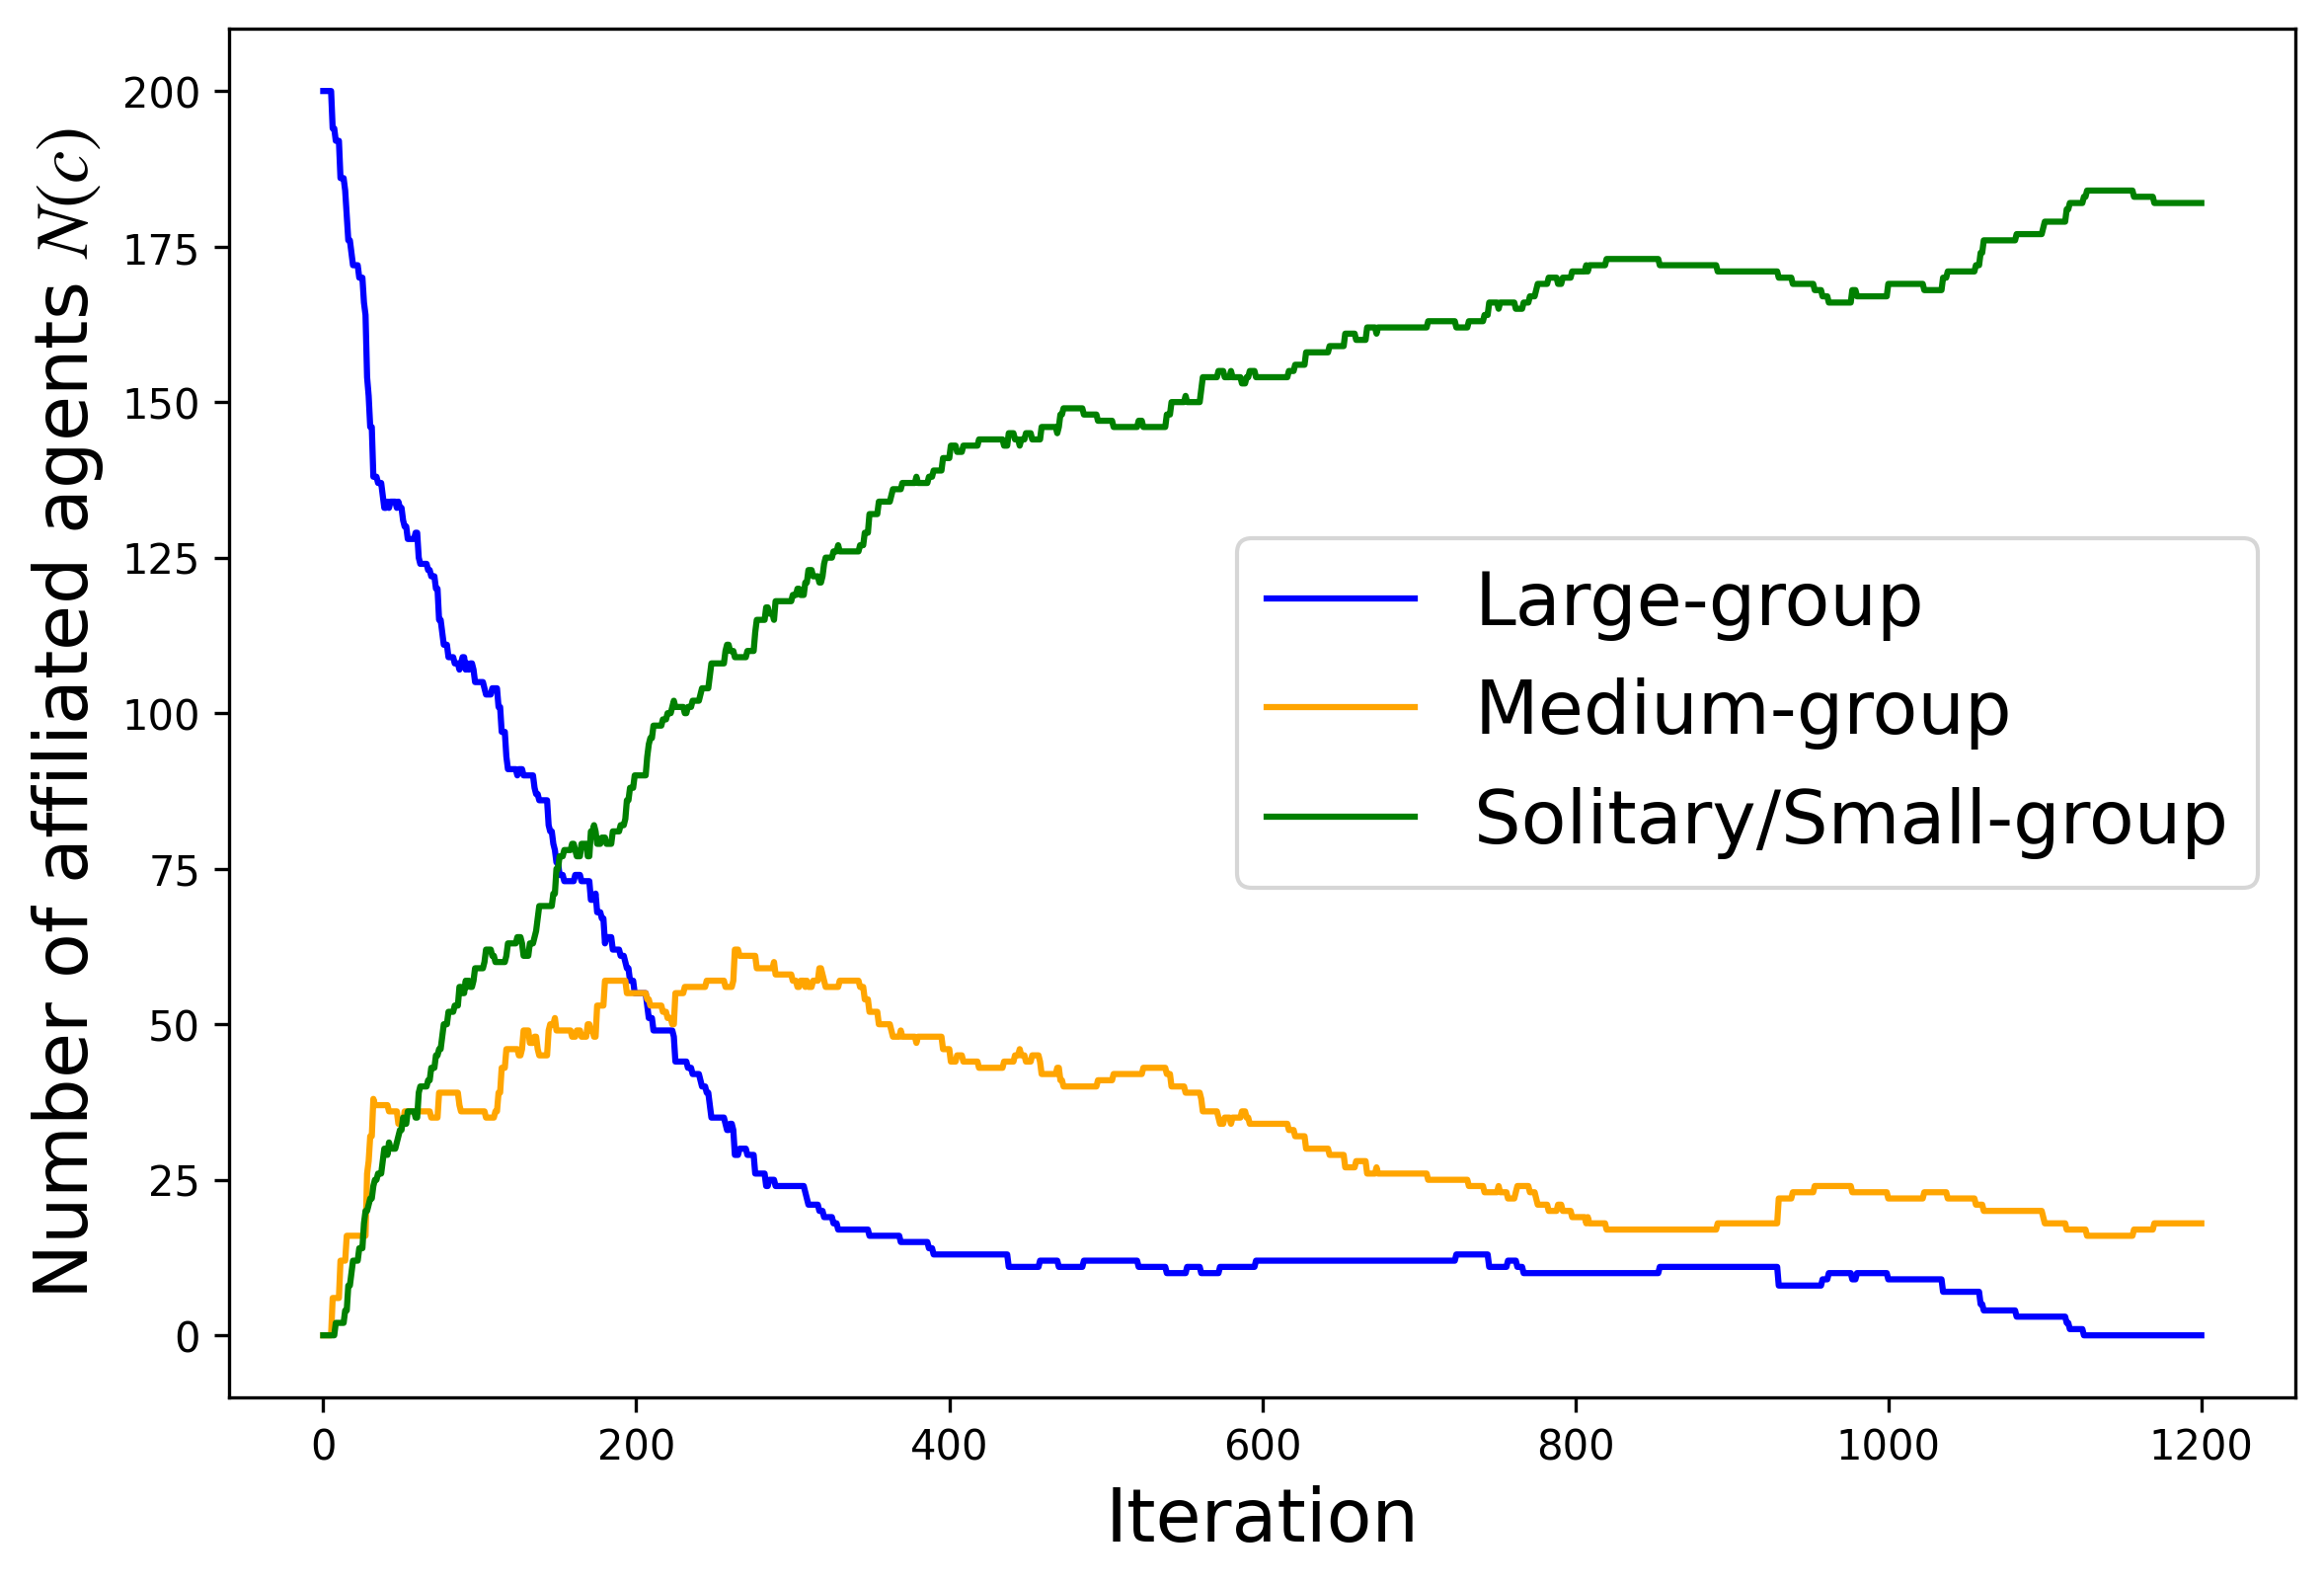 Number of affiliated agents N(c)
200
175
150
125
100
75
50
25
0
Large-group
Medium-group
Solitary/Small-group
0 200 400 600 800 1000 1200
Iteration